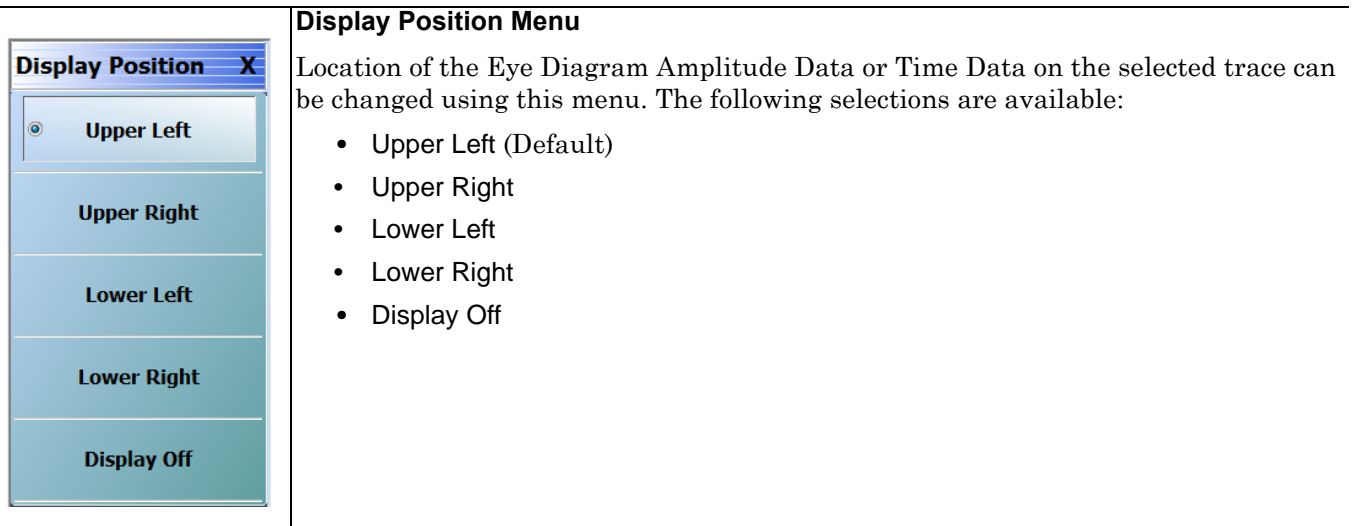 Display Position X
Upper Left
Upper Right
Lower Left
Lower Right
Display Off
Display Position Menu
Location of the Eye Diagram Amplitude Data or Time Data on the selected trace can
be changed using this menu. The following selections are available:
• Upper Left (Default)
• Upper Right
• Lower Left
• Lower Right
• Display Off